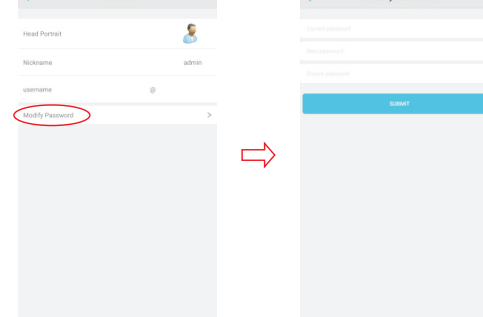 Head Portrait
Nickname admin
username @
Modify Password >
Current password
New password
Ensure password
SUBMIT